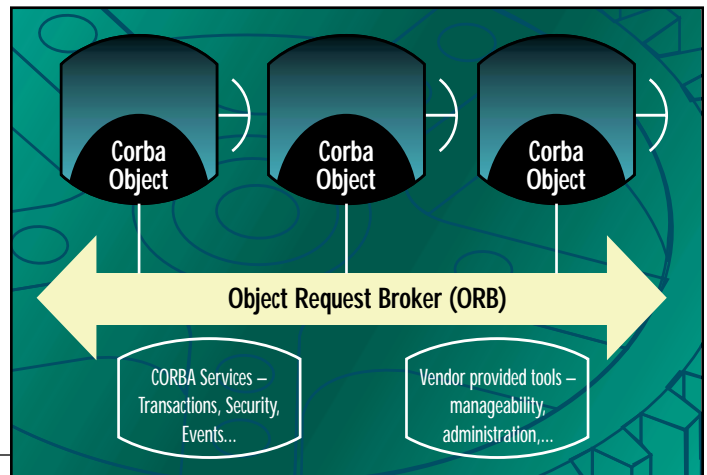 Corba
Object
Corba
Object
Corba
Object
Object Request Broker (ORB)
CORBA Services –
Transactions, Security,
Events...
Vendor provided tools –
manageability,
administration,...